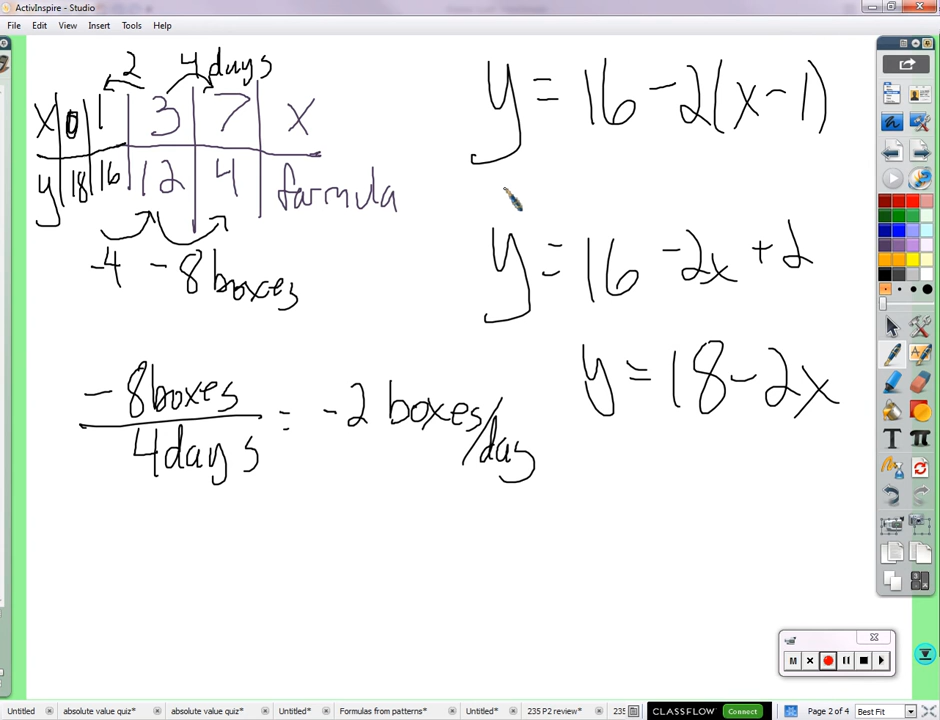 ActivInspire - Studio
File Edit View Insert Tools Help
2 4 days
x 0 1 3 7 x
y 18 16 12 4 formula
-4 -8 boxes
-8 boxes / 4 days = -2 boxes/day
y = 16 - 2(x - 1)
y = 16 - 2x + 2
y = 18 - 2x
M
Untitled absolute value quiz* absolute value quiz* Untitled* Formulas from patterns* Untitled* 235 P2 review* 235 CLASSFLOW Connect Page 2 of 4 Best Fit